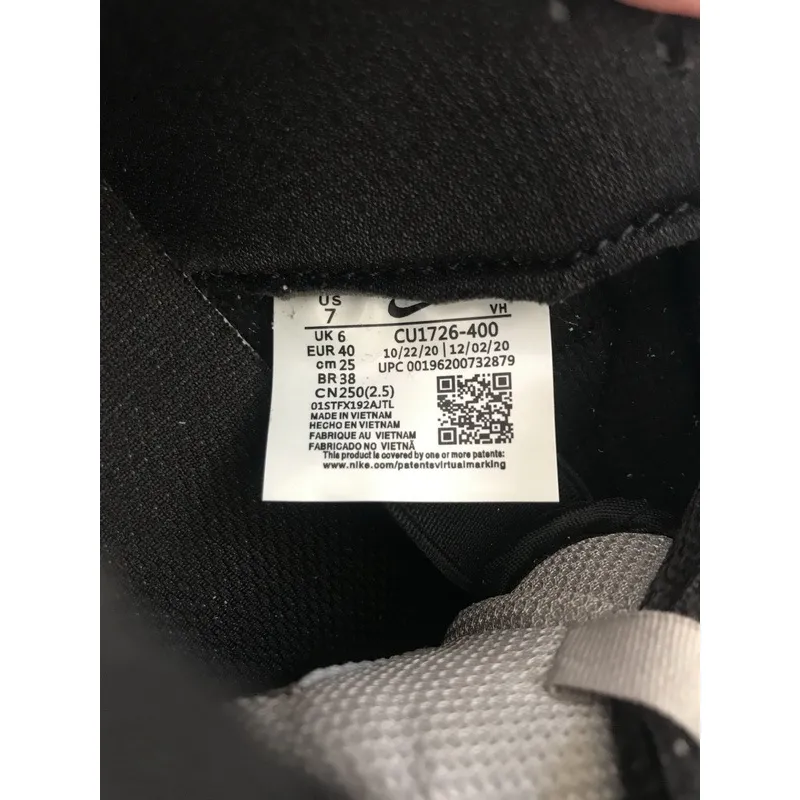 US
7
VH
UK 6
CU1726-400
EUR 40
10/22/20 | 12/02/20
cm 25
UPC 00196200732879
BR 38
CN 250(2.5)
01STFX192AJTL
MADE IN VIETNAM
HECHO EN VIETNAM
FABRIQUE AU VIETNAM
FABRICADO NO VIETNÃ
This product is covered by one or more patents:
www.nike.com/patentsvirtualmarking